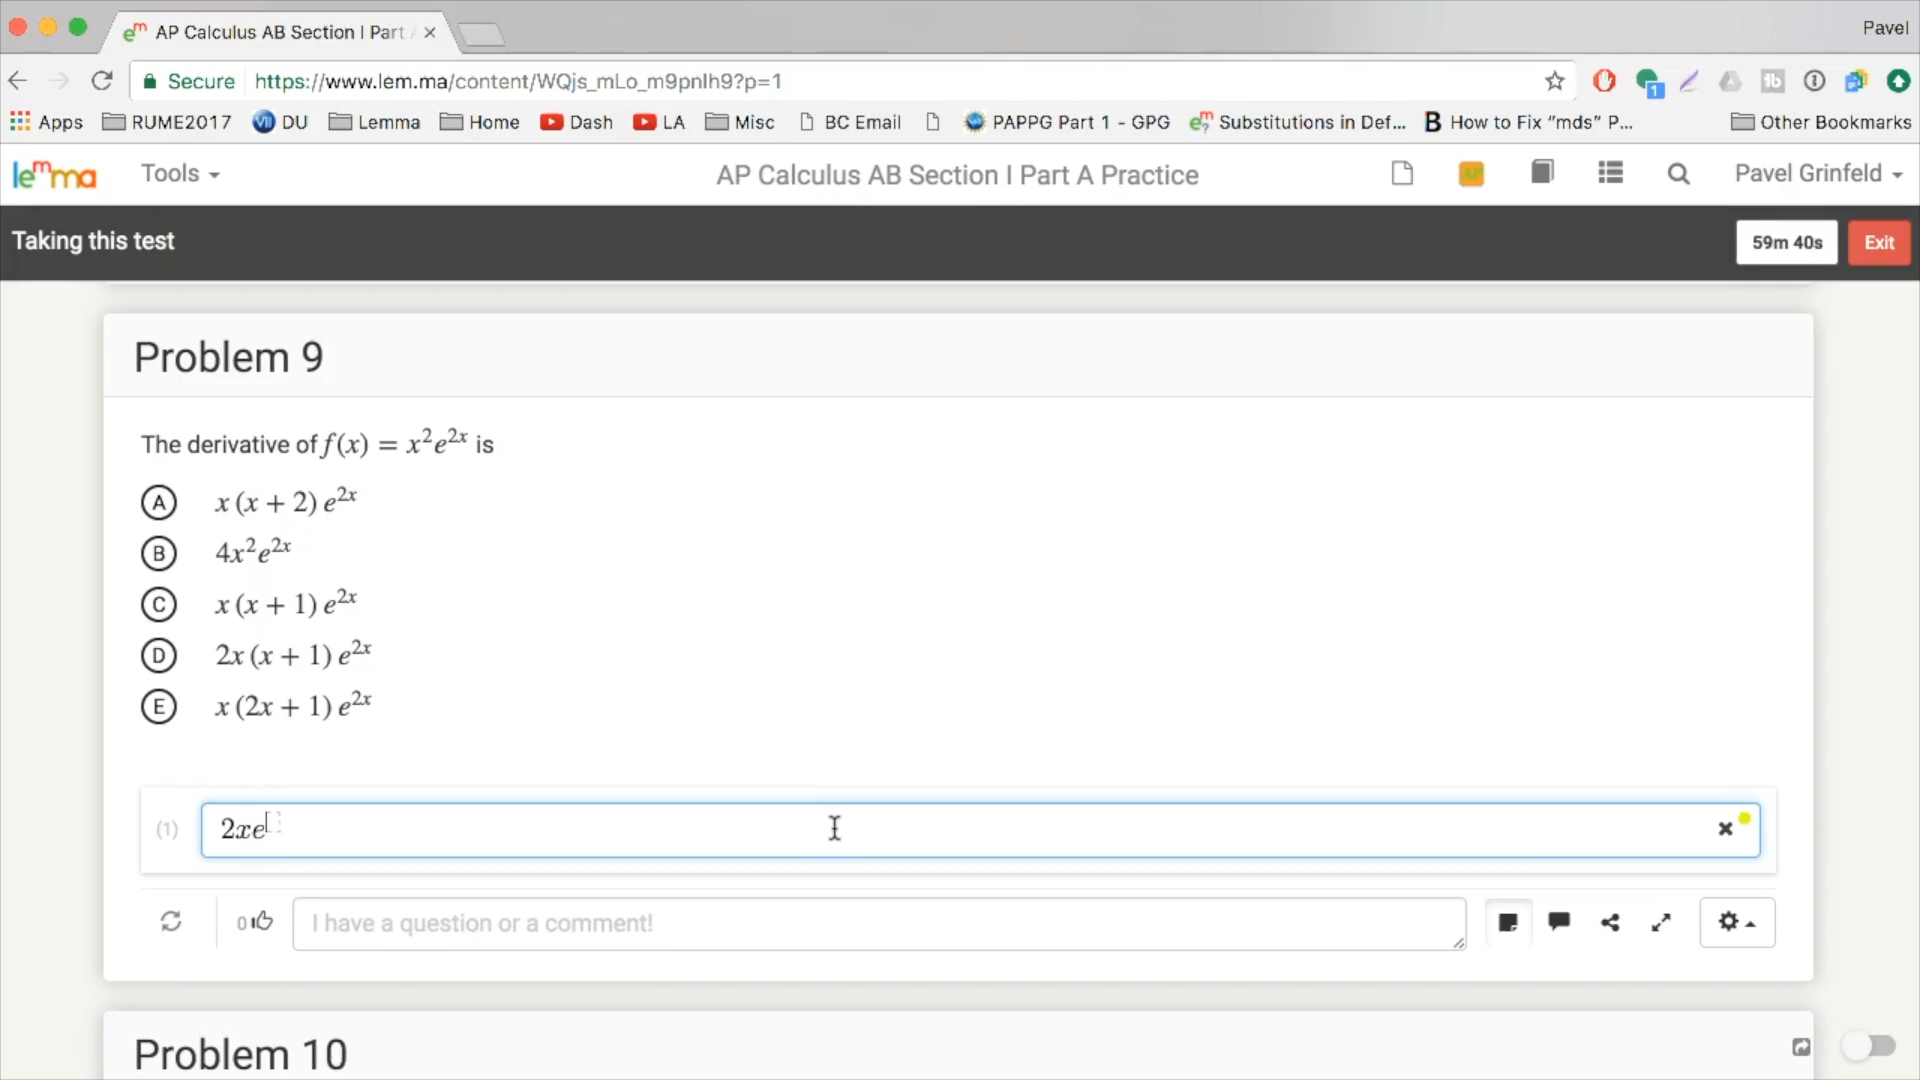 AP Calculus AB Section I Part A
Pavel
Secure https://www.lem.ma/content/WQjs_mLo_m9pnIh9?p=1
1
Apps RUME2017 VII DU Lemma Home Dash LA Misc BC Email PAPPG Part 1 - GPG Substitutions in Def... B How to Fix “mds” P... Other Bookmarks
lemma Tools AP Calculus AB Section I Part A Practice Pavel Grinfeld
Taking this test 59m 40s Exit
Problem 9
The derivative of f(x) = x²e²ˣ is
A x (x + 2) e²ˣ
B 4x²e²ˣ
C x (x + 1) e²ˣ
D 2x (x + 1) e²ˣ
E x (2x + 1) e²ˣ
(1) 2xe
0 I have a question or a comment!
Problem 10